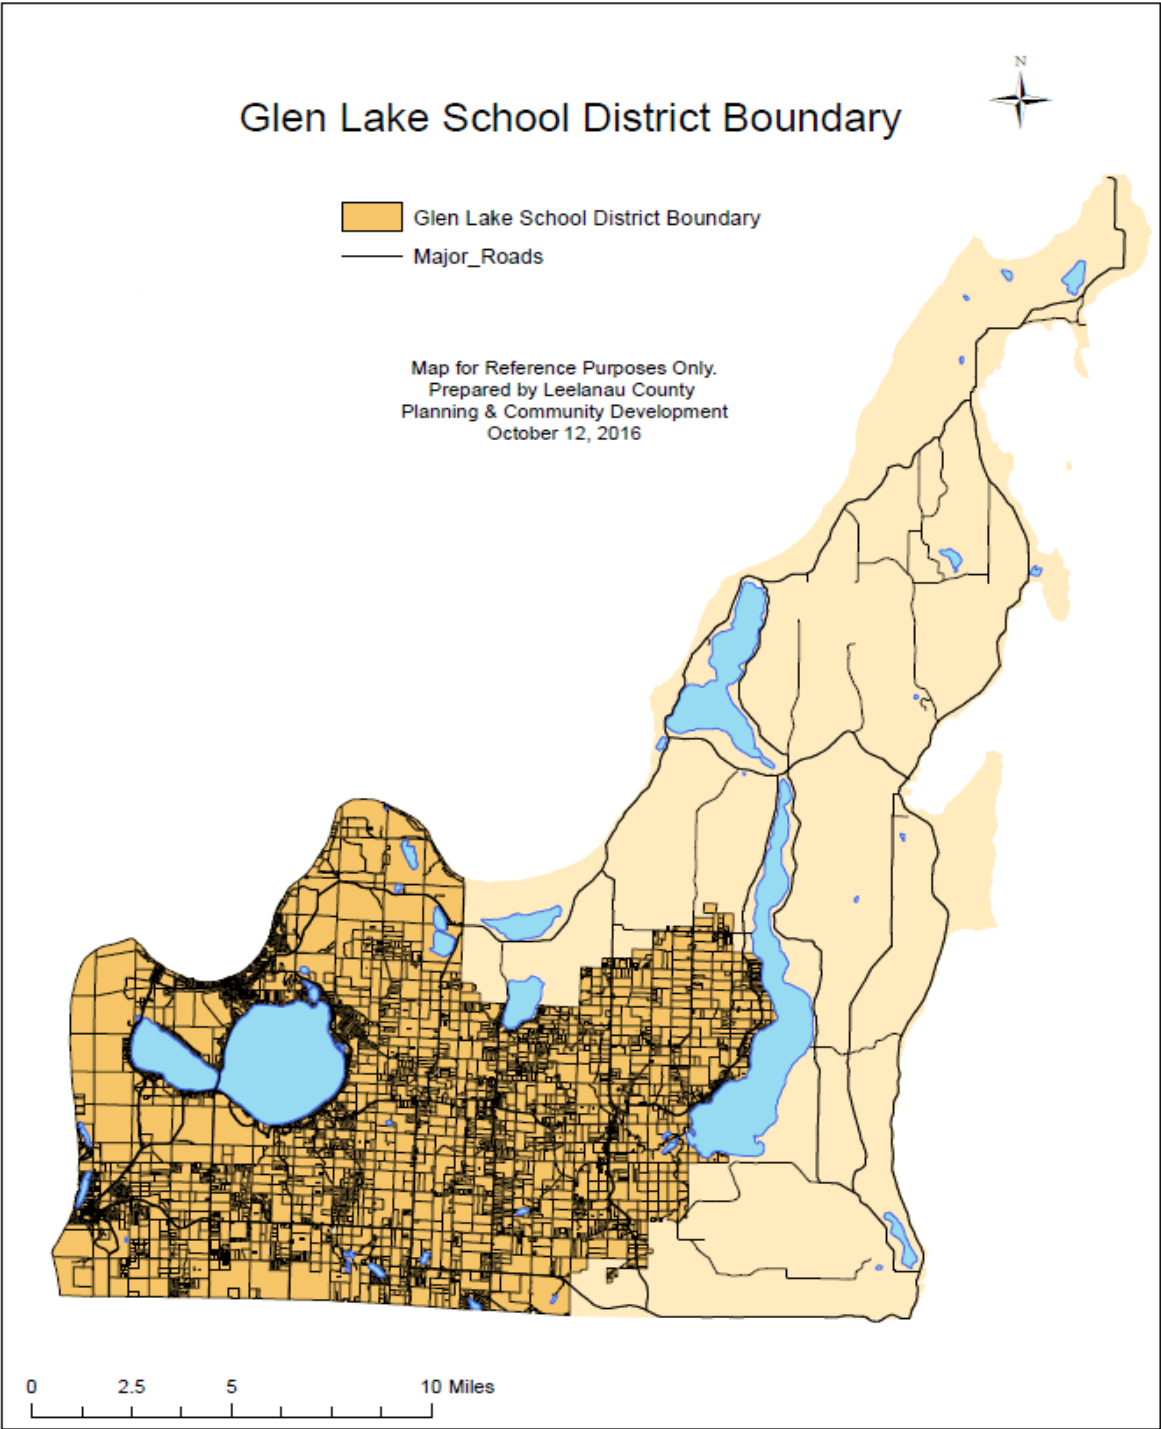 N
Glen Lake School District Boundary
Glen Lake School District Boundary
Major_Roads
Map for Reference Purposes Only.
Prepared by Leelanau County
Planning & Community Development
October 12, 2016
0 2.5 5 10 Miles